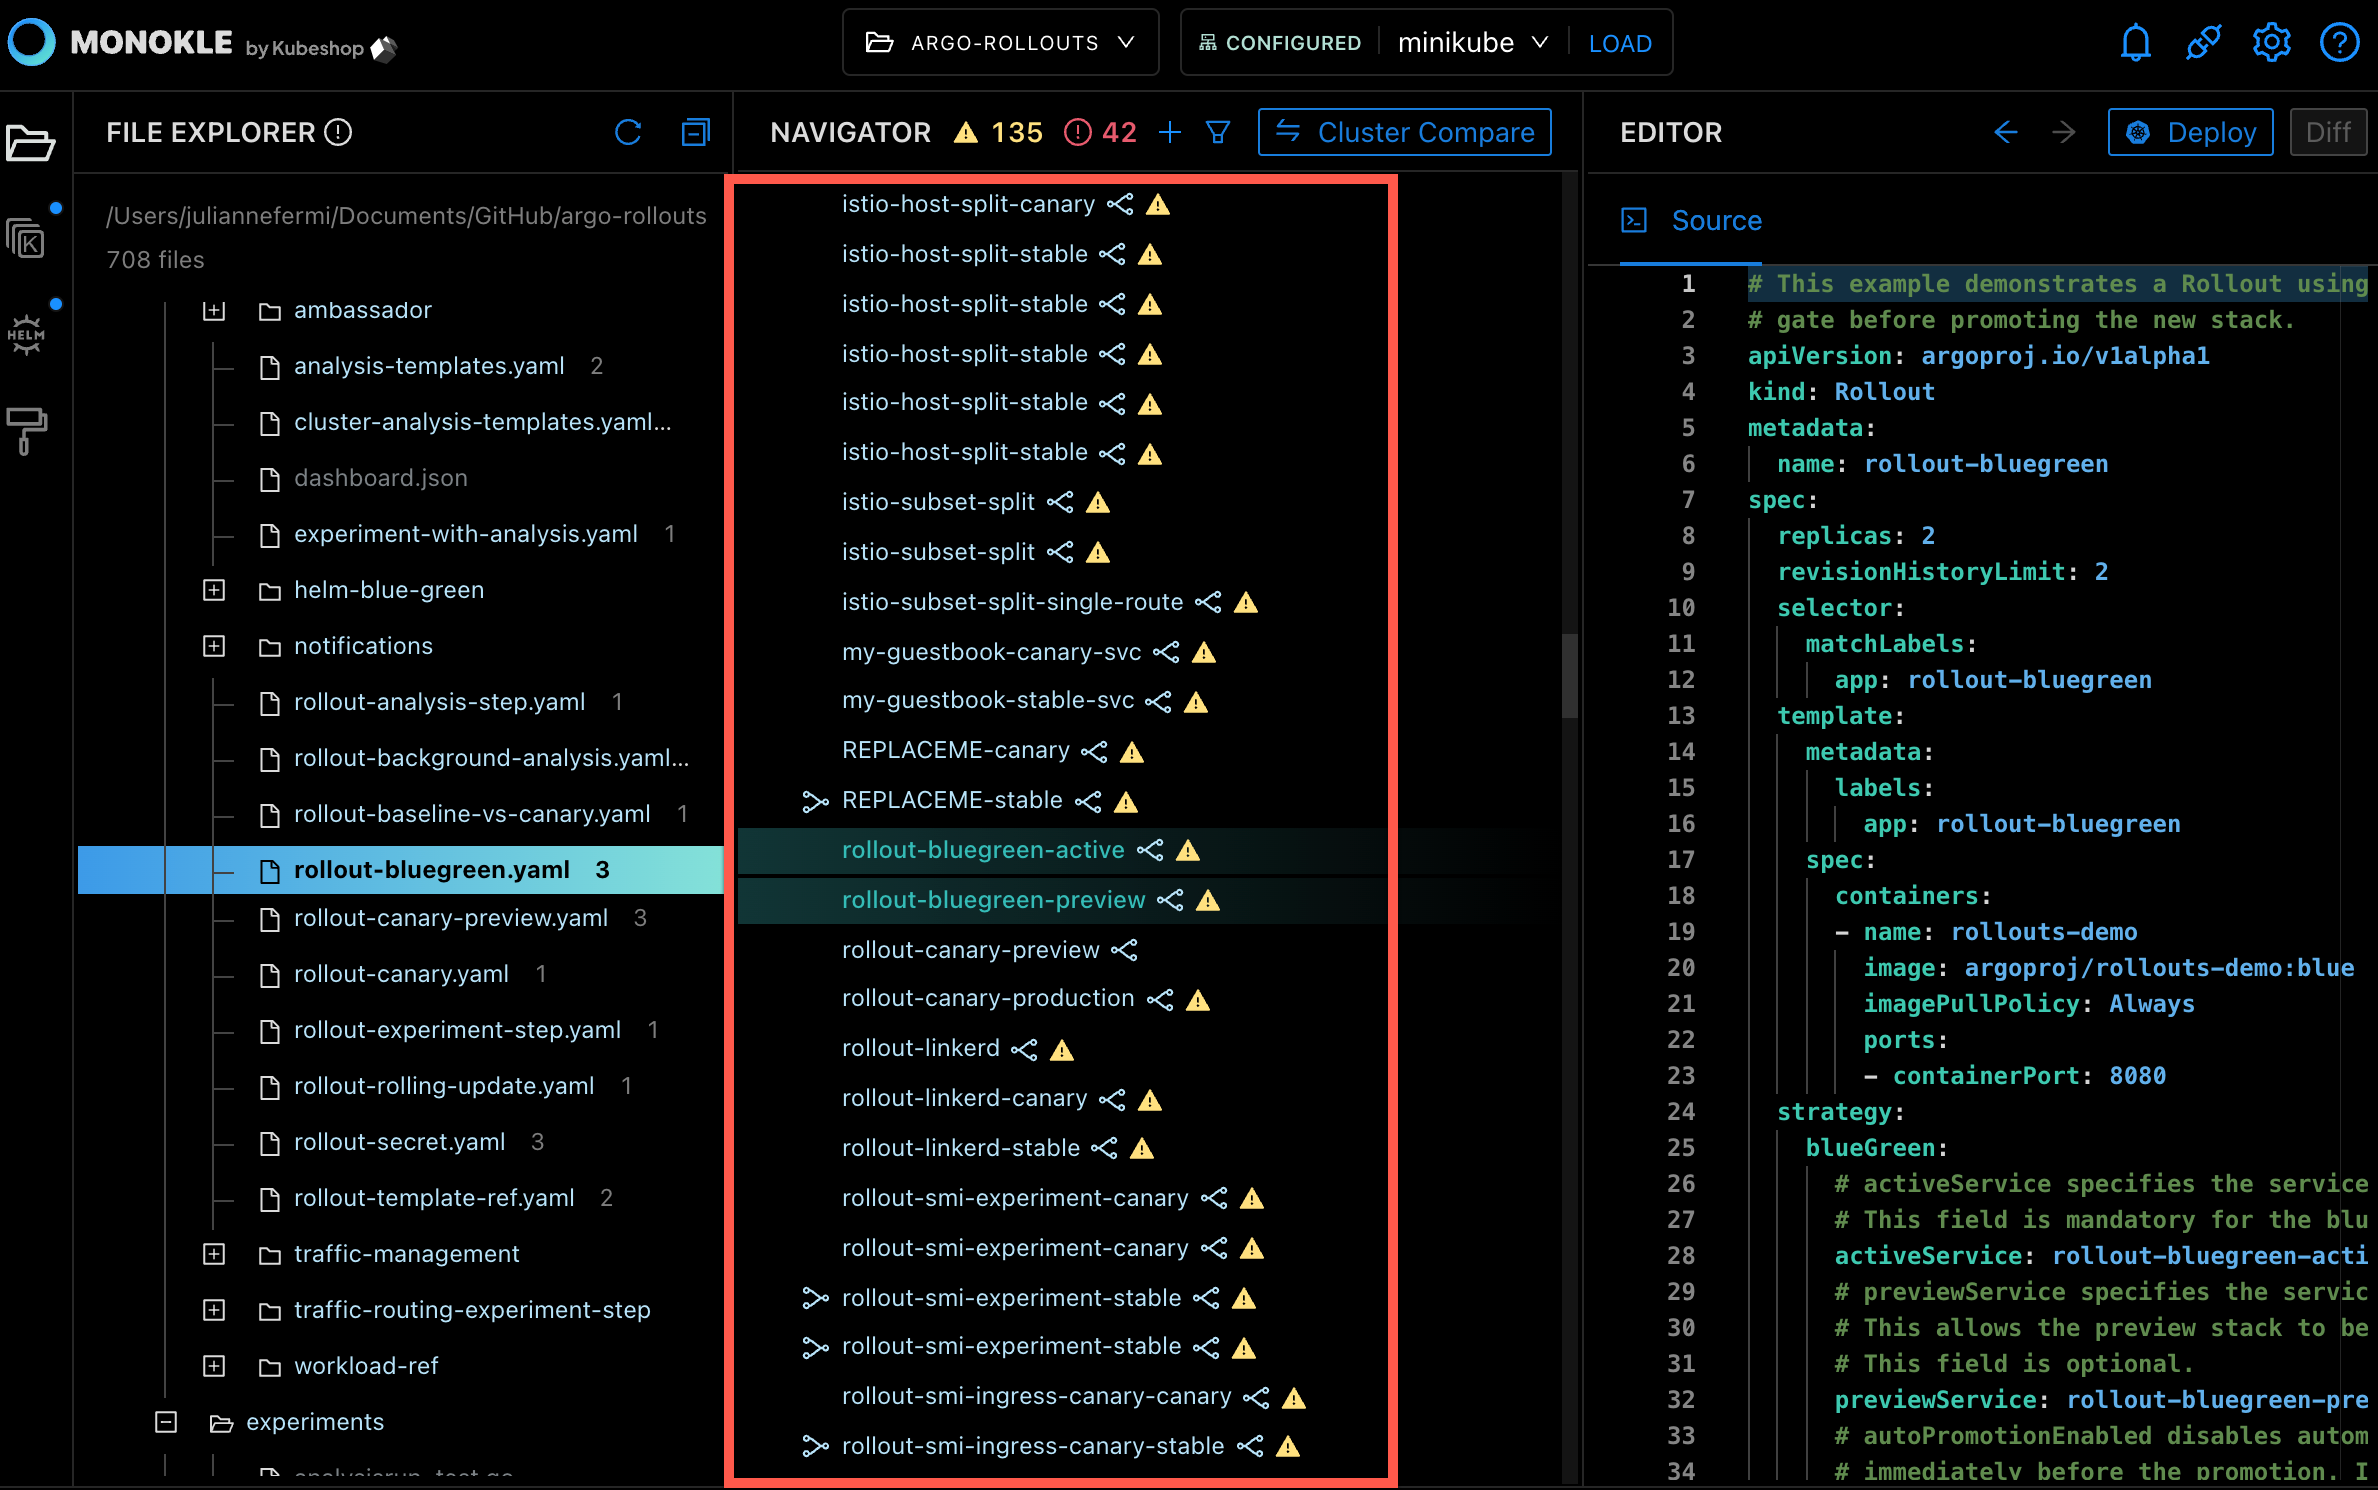 MONOKLE by Kubeshop
ARGO-ROLLOUTS
CONFIGURED minikube LOAD
FILE EXPLORER
/Users/juliannefermi/Documents/GitHub/argo-rollouts
708 files
ambassador
analysis-templates.yaml 2
cluster-analysis-templates.yaml...
dashboard.json
experiment-with-analysis.yaml 1
helm-blue-green
notifications
rollout-analysis-step.yaml 1
rollout-background-analysis.yaml...
rollout-baseline-vs-canary.yaml 1
rollout-bluegreen.yaml 3
rollout-canary-preview.yaml 3
rollout-canary.yaml 1
rollout-experiment-step.yaml 1
rollout-rolling-update.yaml 1
rollout-secret.yaml 3
rollout-template-ref.yaml 2
traffic-management
traffic-routing-experiment-step
workload-ref
experiments
HELM
NAVIGATOR 135 42 Cluster Compare
istio-host-split-canary
istio-host-split-stable
istio-host-split-stable
istio-host-split-stable
istio-host-split-stable
istio-host-split-stable
istio-subset-split
istio-subset-split
istio-subset-split-single-route
my-guestbook-canary-svc
my-guestbook-stable-svc
REPLACEME-canary
REPLACEME-stable
rollout-bluegreen-active
rollout-bluegreen-preview
rollout-canary-preview
rollout-canary-production
rollout-linkerd
rollout-linkerd-canary
rollout-linkerd-stable
rollout-smi-experiment-canary
rollout-smi-experiment-canary
rollout-smi-experiment-stable
rollout-smi-experiment-stable
rollout-smi-ingress-canary-canary
rollout-smi-ingress-canary-stable
EDITOR Deploy Diff
Source
1 # This example demonstrates a Rollout using
2 # gate before promoting the new stack.
3 apiVersion: argoproj.io/v1alpha1
4 kind: Rollout
5 metadata:
6 name: rollout-bluegreen
7 spec:
8 replicas: 2
9 revisionHistoryLimit: 2
10 selector:
11 matchLabels:
12 app: rollout-bluegreen
13 template:
14 metadata:
15 labels:
16 app: rollout-bluegreen
17 spec:
18 containers:
19 - name: rollouts-demo
20 image: argoproj/rollouts-demo:blue
21 imagePullPolicy: Always
22 ports:
23 - containerPort: 8080
24 strategy:
25 blueGreen:
26 # activeService specifies the service
27 # This field is mandatory for the blu
28 activeService: rollout-bluegreen-acti
29 # previewService specifies the servic
30 # This allows the preview stack to be
31 # This field is optional.
32 previewService: rollout-bluegreen-pre
33 # autoPromotionEnabled disables autom
34 # immediately before the promotion. I